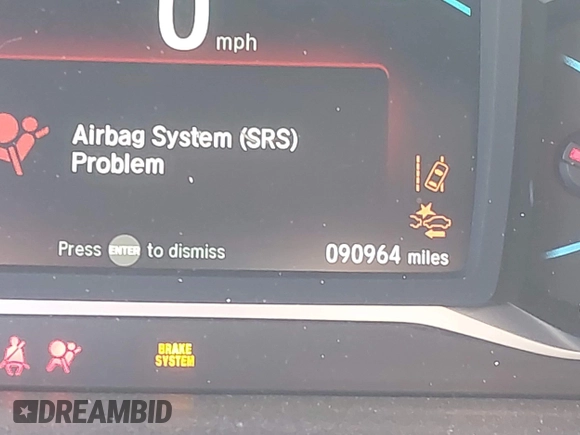 0 mph
Airbag System (SRS)
Problem
Press ENTER to dismiss
090964 miles
BRAKE
SYSTEM
DREAMBID